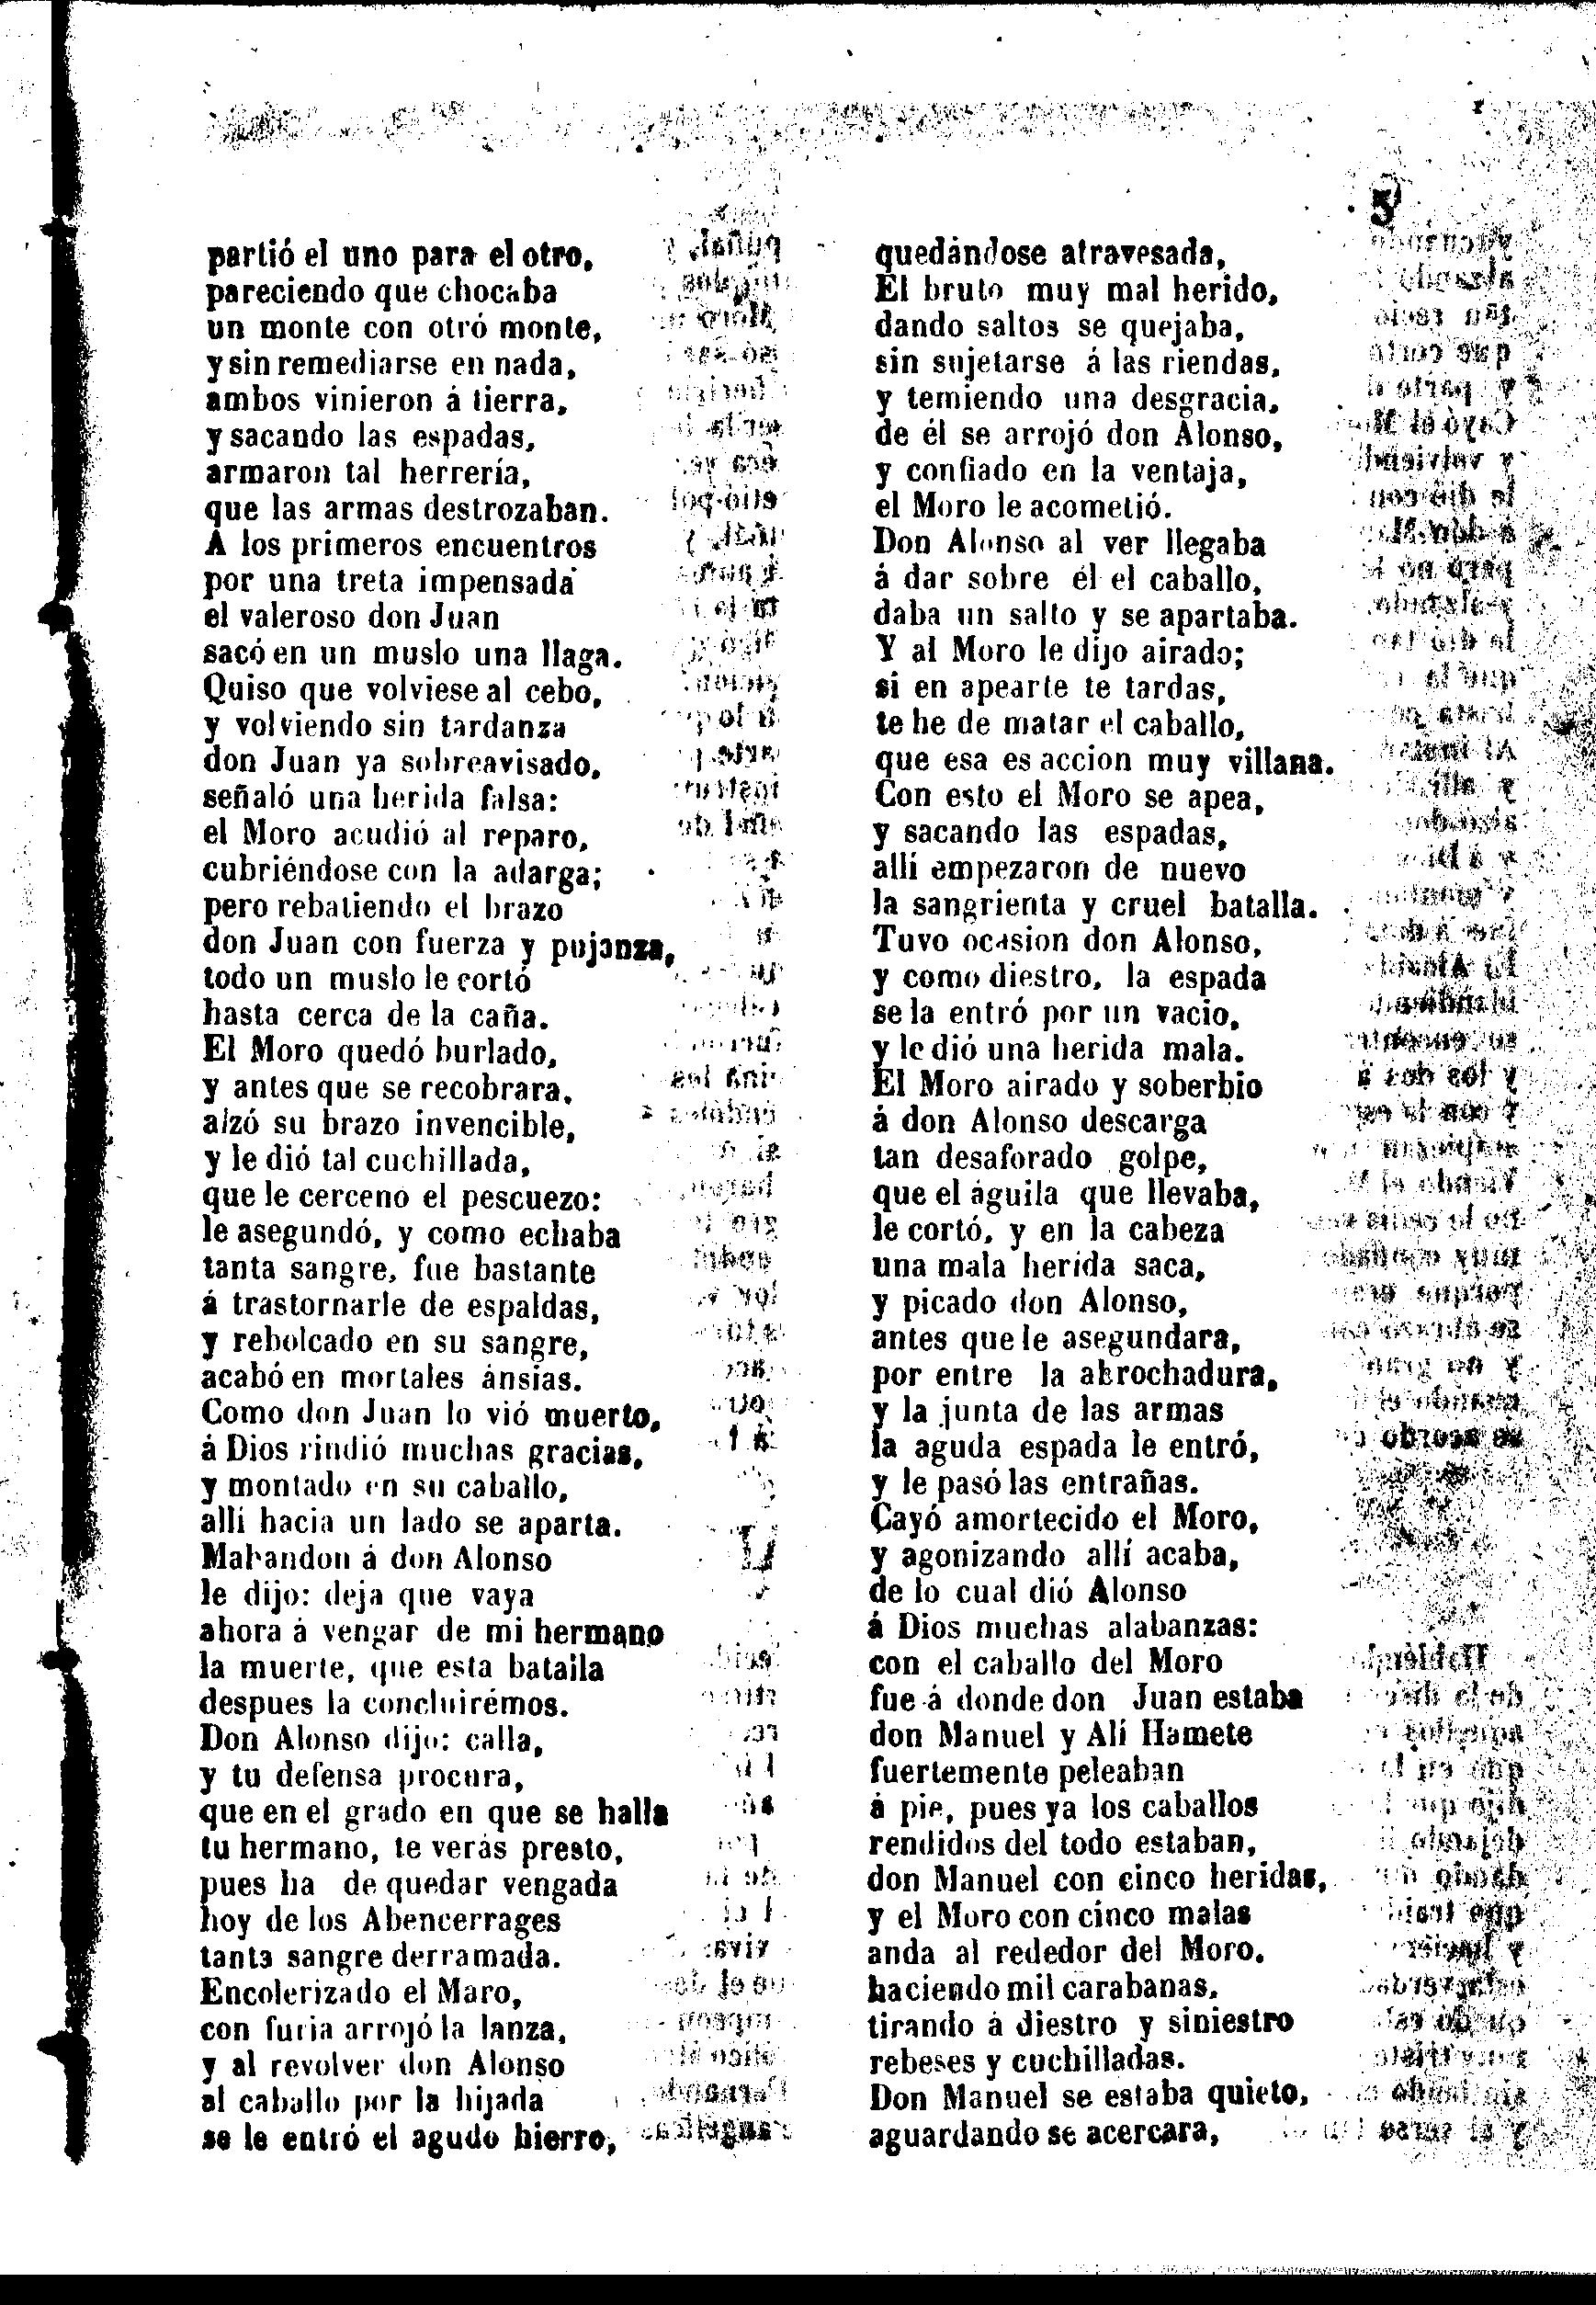 5
partió el uno para el otro,
pareciendo que chocaba
un monte con otró monte,
y sin remediarse en nada,
ambos vinieron á tierra,
y sacando las espadas,
armaron tal herrería,
que las armas destrozaban.
A los primeros encuentros
por una treta impensada
el valeroso don Juan
sacó en un muslo una llaga.
Quiso que volviese al cebo,
y volviendo sin tardanza
don Juan ya sobreavisado,
señaló una herida falsa:
el Moro acudió al reparo,
cubriéndose con la adarga;
pero rebatiendo el brazo
don Juan con fuerza y pujanza,
todo un muslo le cortó
hasta cerca de la caña.
El Moro quedó burlado,
y antes que se recobrara,
alzó su brazo invencible,
y le dió tal cuchillada,
que le cercenó el pescuezo:
le asegundó, y como echaba
tanta sangre, fue bastante
á trastornarle de espaldas,
y rebolcado en su sangre,
acabó en mortales ánsias.
Como don Juan lo vió muerto,
á Dios rindió muchas gracias,
y montado en su caballo,
allí hacia un lado se aparta.
Mahandon á don Alonso
le dijo: deja que vaya
ahora á vengar de mi hermano
la muerte, que esta batalla
despues la concluirémos.
Don Alonso dijo: calla,
y tu defensa procura,
que en el grado en que se halla
tu hermano, te verás presto,
pues ha de quedar vengada
hoy de los Abencerrages
tanta sangre derramada.
Encolerizado el Maro,
con furia arrojó la lanza,
y al revolver don Alonso
al caballo por la hijada
se le entró el agudo hierro,
quedándose atravesada,
El bruto muy mal herido,
dando saltos se quejaba,
sin sujetarse á las riendas,
y temiendo una desgracia,
de él se arrojó don Alonso,
y confiado en la ventaja,
el Moro le acometió.
Don Alonso al ver llegaba
á dar sobre él el caballo,
daba un salto y se apartaba.
Y al Moro le dijo airado;
si en apearte te tardas,
te he de matar el caballo,
que esa es accion muy villana.
Con esto el Moro se apea,
y sacando las espadas,
allí empezaron de nuevo
la sangrienta y cruel batalla.
Tuvo ocasion don Alonso,
y como diestro, la espada
se la entró por un vacio,
y le dió una herida mala.
El Moro airado y soberbio
á don Alonso descarga
tan desaforado golpe,
que el águila que llevaba,
le cortó, y en la cabeza
una mala herida saca,
y picado don Alonso,
antes que le asegundara,
por entre la abrochadura,
y la junta de las armas
la aguda espada le entró,
y le pasó las entrañas.
Cayó amortecido el Moro,
y agonizando allí acaba,
de lo cual dió Alonso
á Dios muchas alabanzas:
con el caballo del Moro
fue á donde don Juan estaba
don Manuel y Alí Hamete
fuertemente peleaban
á pie, pues ya los caballos
rendidos del todo estaban,
don Manuel con cinco heridas,
y el Moro con cinco malas
anda al rededor del Moro.
haciendo mil carabanas,
tirando á diestro y siniestro
rebeses y cuchilladas.
Don Manuel se estaba quieto,
aguardando se acercara,